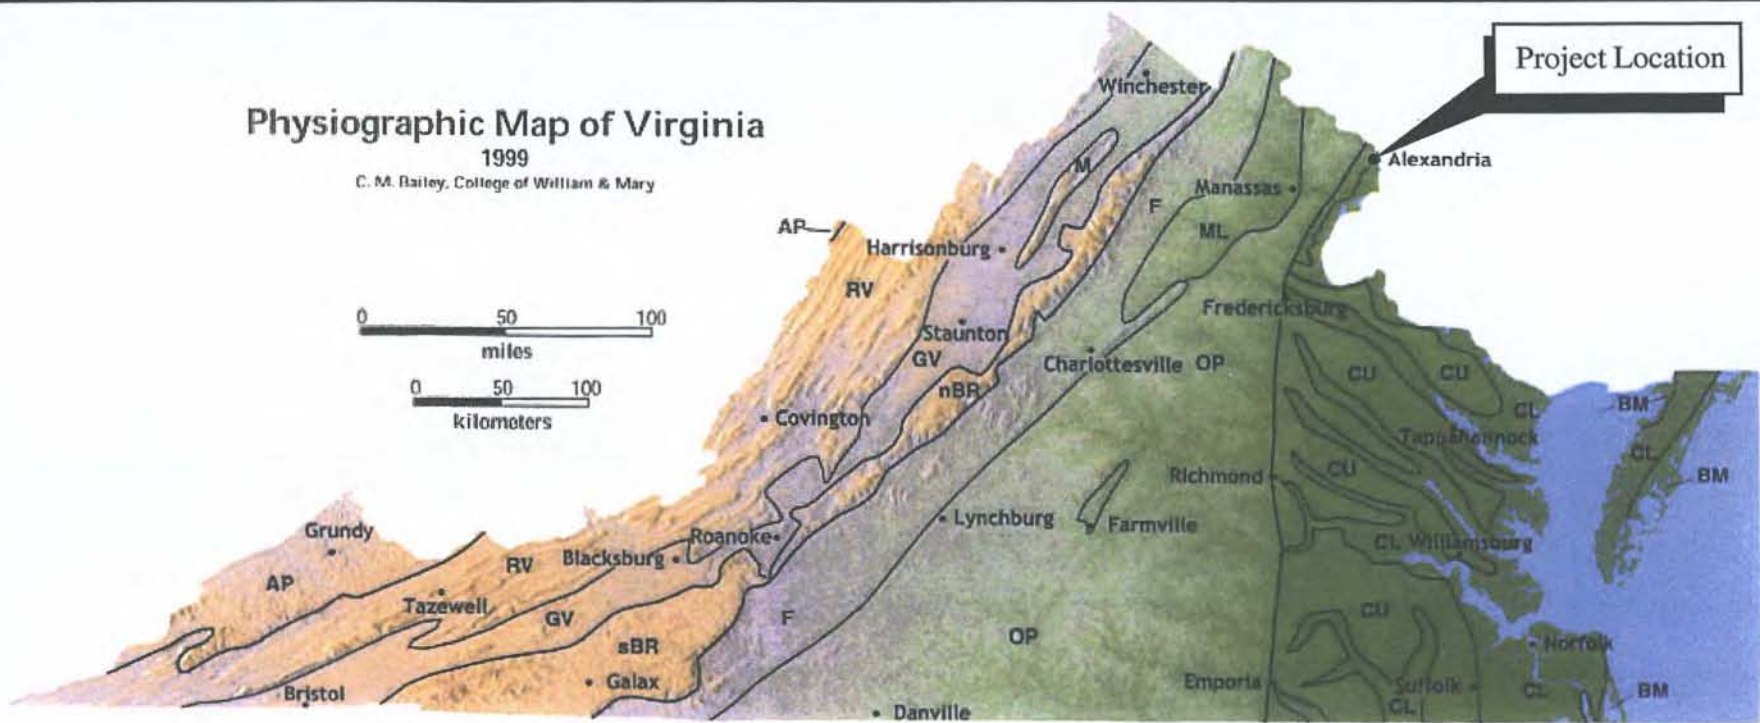 Project Location
Physiographic Map of Virginia
1999
C. M. Bailey, College of William & Mary
0 50 100
miles
0 50 100
kilometers
Winchester
M
Alexandria
Manassas
F
ML
AP
Harrisonburg
RV
Fredericksburg
Staunton
GV
Charlottesville
OP
nBR
CU
CU
CL
BM
Covington
Tappahannock
CL
CU
Richmond
BM
Lynchburg
Farmville
Grundy
Roanoke
Blacksburg
RV
CL
Williamsburg
AP
Tazewell
GV
F
CU
OP
sBR
Norfolk
Galax
Bristol
Emporia
Suffolk
CL
BM
CL
Danville